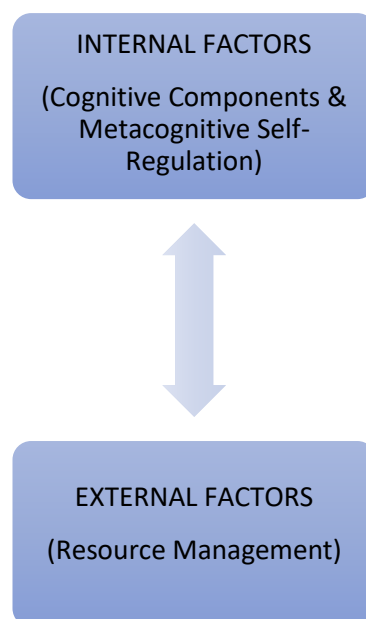 INTERNAL FACTORS
(Cognitive Components &
Metacognitive Self-
Regulation)
EXTERNAL FACTORS
(Resource Management)